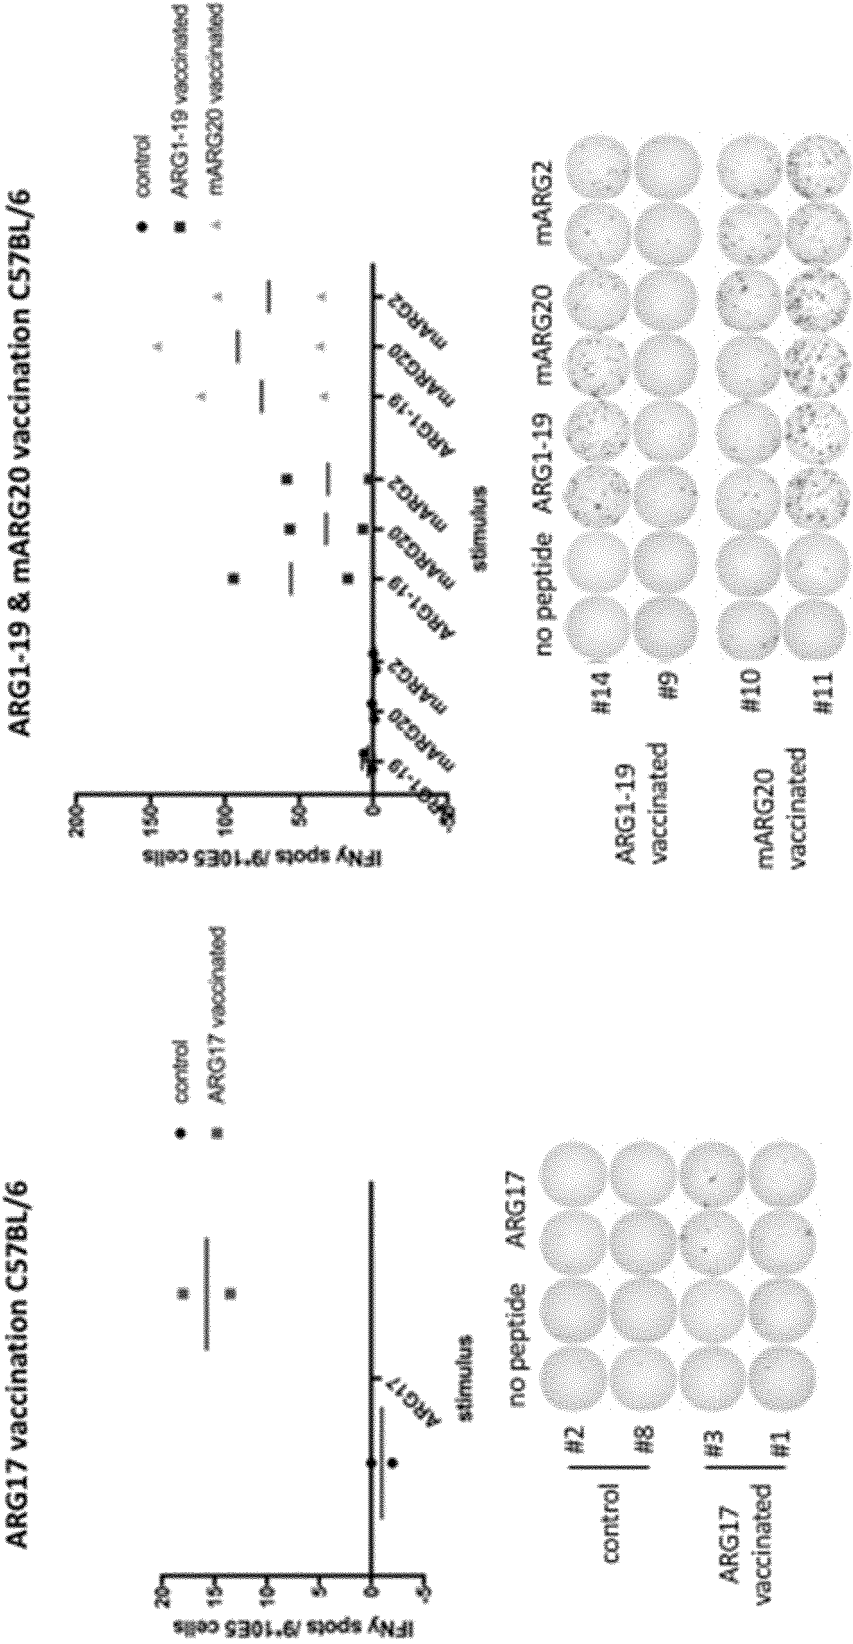 ARG17 vaccination C57BL/6
control
ARG17 vaccinated
IFNγ spots /9*10E5 cells
20
15
10
5
0
-5
ARG17
stimulus
no peptide ARG17
control
#2
#8
ARG17
vaccinated
#3
#1
ARG1-19 & mARG20 vaccination C57BL/6
control
ARG1-19 vaccinated
mARG20 vaccinated
IFNγ spots /9*10E5 cells
200
150
100
50
0
ARG1-19
mARG20
mARG2
ARG1-19
mARG20
mARG2
ARG1-19
mARG20
mARG2
stimulus
no peptide ARG1-19 mARG20 mARG2
ARG1-19
vaccinated
#14
#9
mARG20
vaccinated
#10
#11